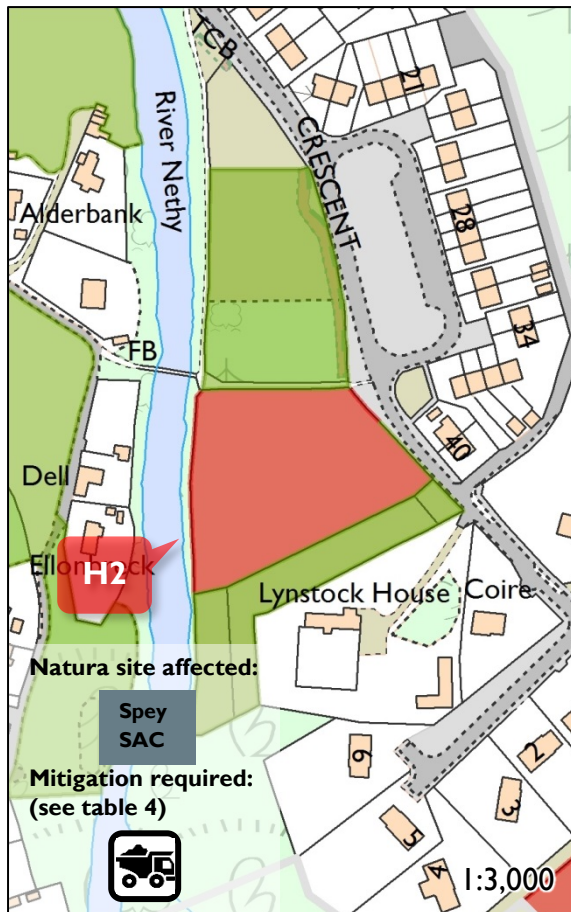 TCB
21
River Nethy
CRESCENT
Alderbank
28
FB
34
40
Dell
H2
Lynstock House
Coire
Natura site affected:
Spey
SAC
6
2
Mitigation required:
(see table 4)
3
5
4
1:3,000